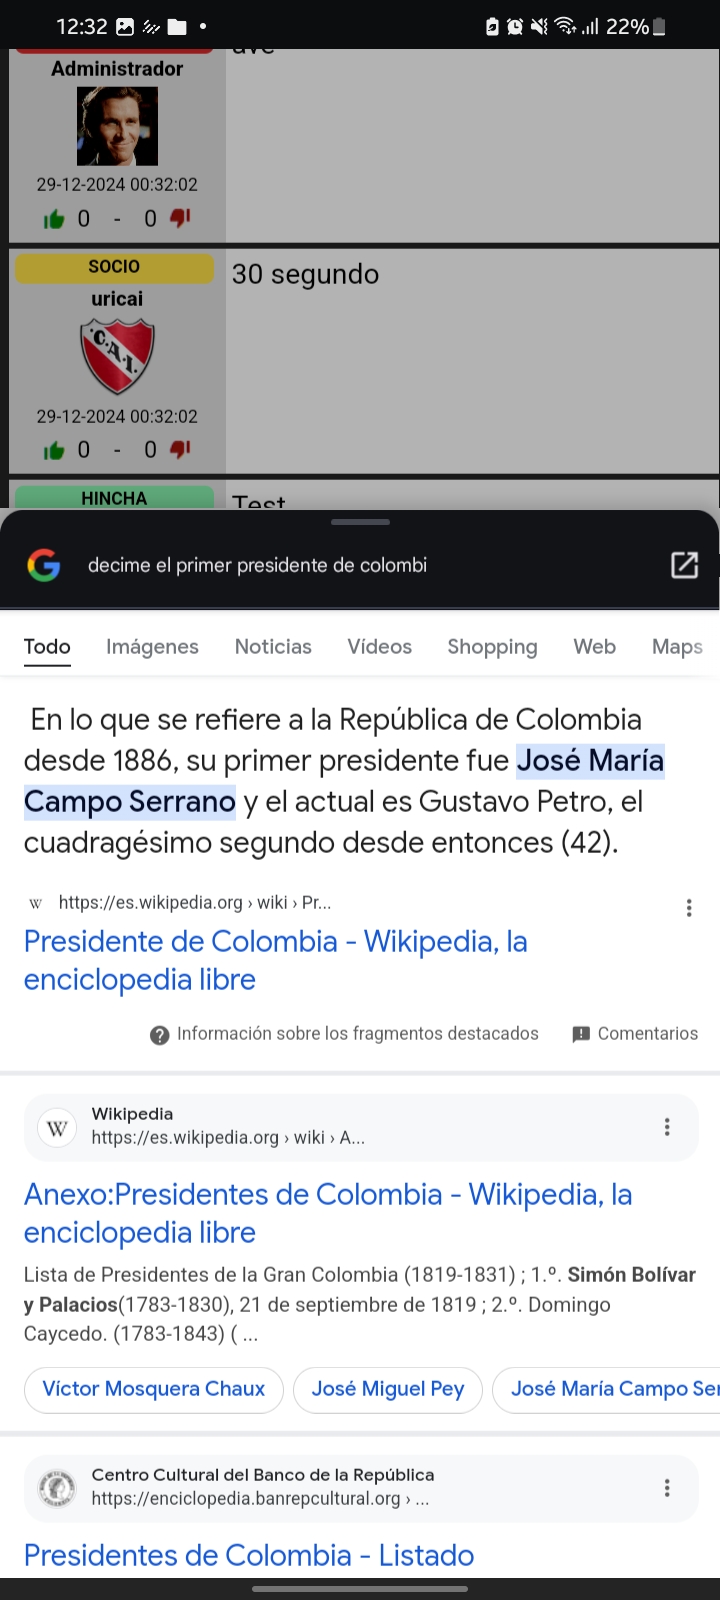 12:32
22%
Administrador
29-12-2024 00:32:02
0 - 0
SOCIO
30 segundo
uricai
C.A.I.
29-12-2024 00:32:02
0 - 0
HINCHA
Test
decime el primer presidente de colombi
Todo Imágenes Noticias Vídeos Shopping Web Maps
En lo que se refiere a la República de Colombia
desde 1886, su primer presidente fue José María
Campo Serrano y el actual es Gustavo Petro, el
cuadragésimo segundo desde entonces (42).
W https://es.wikipedia.org › wiki › Pr...
Presidente de Colombia - Wikipedia, la
enciclopedia libre
Información sobre los fragmentos destacados Comentarios
Wikipedia
W
https://es.wikipedia.org › wiki › A...
Anexo:Presidentes de Colombia - Wikipedia, la
enciclopedia libre
Lista de Presidentes de la Gran Colombia (1819-1831) ; 1.º. Simón Bolívar
y Palacios(1783-1830), 21 de septiembre de 1819 ; 2.º. Domingo
Caycedo. (1783-1843) ( ...
Víctor Mosquera Chaux José Miguel Pey José María Campo Ser
Centro Cultural del Banco de la República
https://enciclopedia.banrepcultural.org › ...
Presidentes de Colombia - Listado